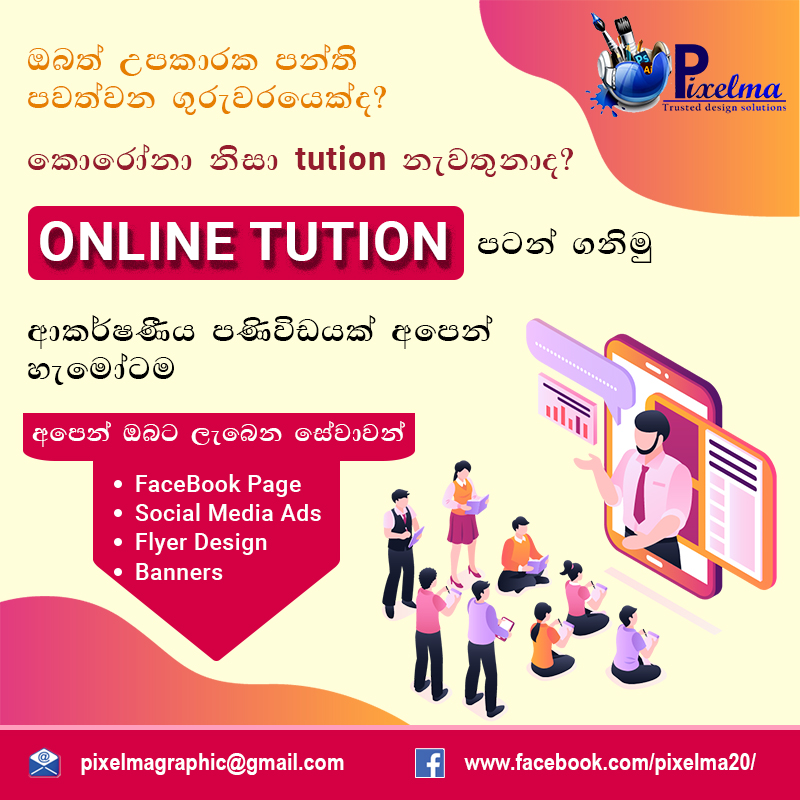 ඔබත් උපකාරක පන්ති
පවත්වන ගුරුවරයෙක්ද?
Pixelma
Trusted design solutions
Ps
Ai
කොරෝනා නිසා tution නැවතුනාද?
ONLINE TUTION පටන් ගනිමු
ආකර්ෂණීය පණිවිඩයක් අපෙන්
හැමෝටම
අපෙන් ඔබට ලැබෙන සේවාවන්
• FaceBook Page
• Social Media Ads
• Flyer Design
• Banners
pixelmagraphic@gmail.com
www.facebook.com/pixelma20/